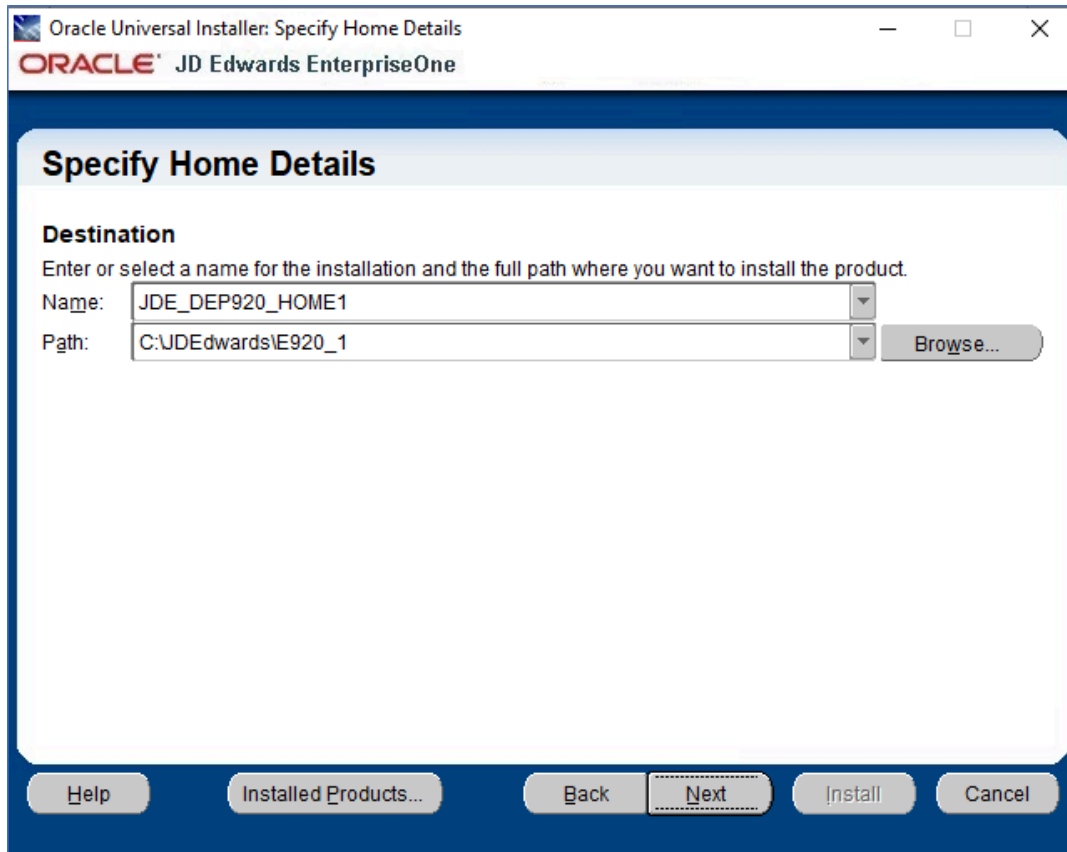 Oracle Universal Installer: Specify Home Details
ORACLE® JD Edwards EnterpriseOne
Specify Home Details
Destination
Enter or select a name for the installation and the full path where you want to install the product.
Name: JDE_DEP920_HOME1
Path: C:\JDEdwards\E920_1 Browse...
Help Installed Products... Back Next Install Cancel